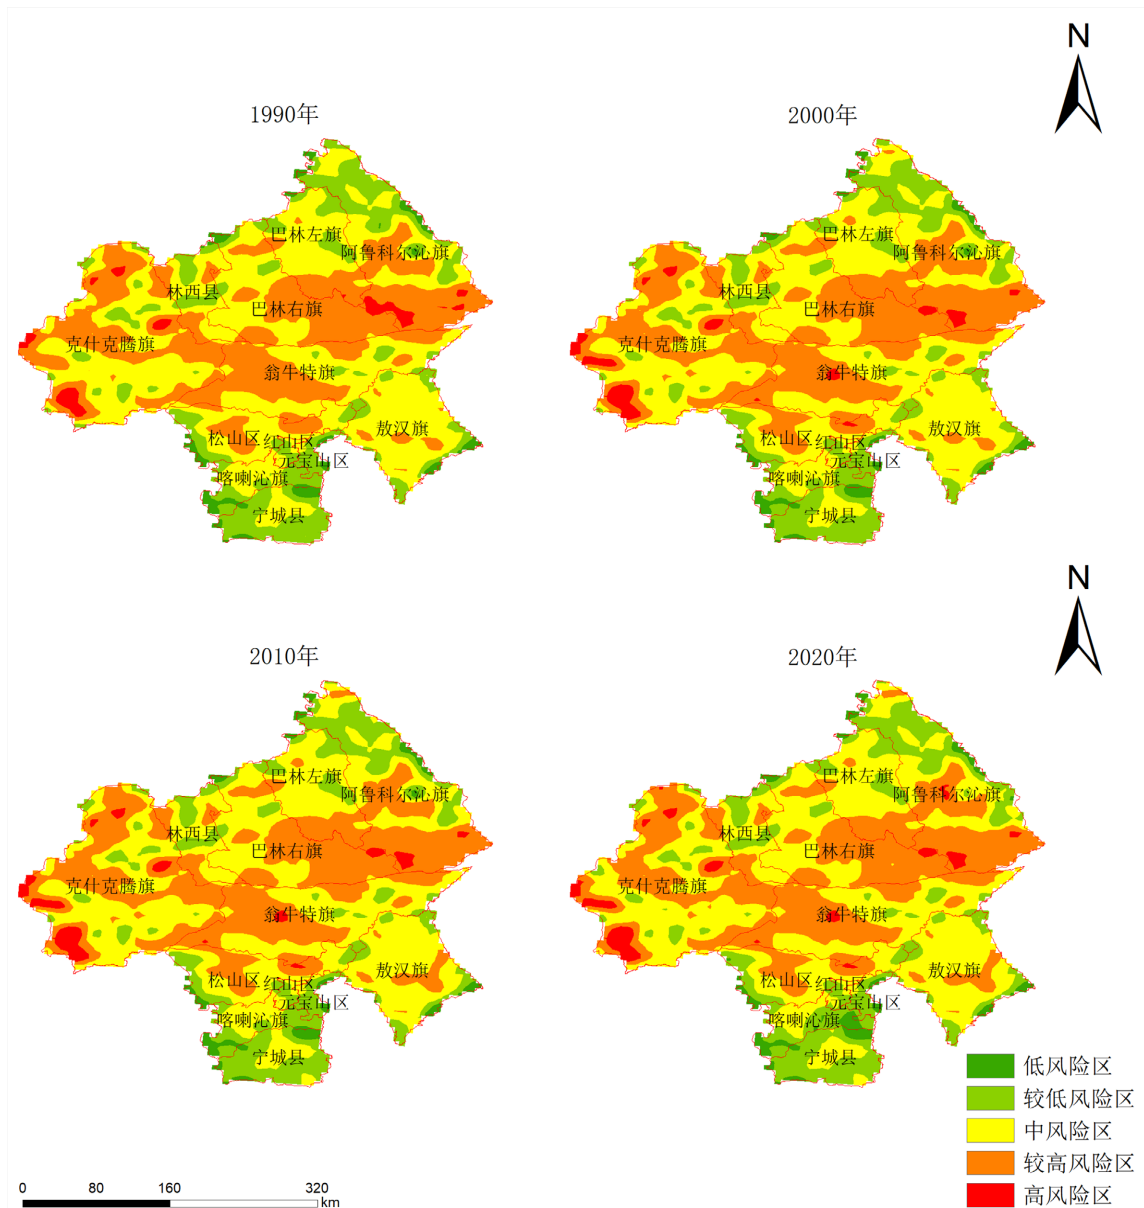 N
1990年
2000年
巴林左旗
阿鲁科尔沁旗
林西县
巴林右旗
克什克腾旗
翁牛特旗
敖汉旗
松山区
红山区
元宝山区
喀喇沁旗
宁城县
巴林左旗
阿鲁科尔沁旗
林西县
巴林右旗
克什克腾旗
翁牛特旗
敖汉旗
松山区
红山区
元宝山区
喀喇沁旗
宁城县
N
2010年
2020年
巴林左旗
阿鲁科尔沁旗
林西县
巴林右旗
克什克腾旗
翁牛特旗
敖汉旗
松山区
红山区
元宝山区
喀喇沁旗
宁城县
巴林左旗
阿鲁科尔沁旗
林西县
巴林右旗
克什克腾旗
翁牛特旗
敖汉旗
松山区
红山区
元宝山区
喀喇沁旗
宁城县
低风险区
较低风险区
中风险区
较高风险区
高风险区
0 80 160 320
km